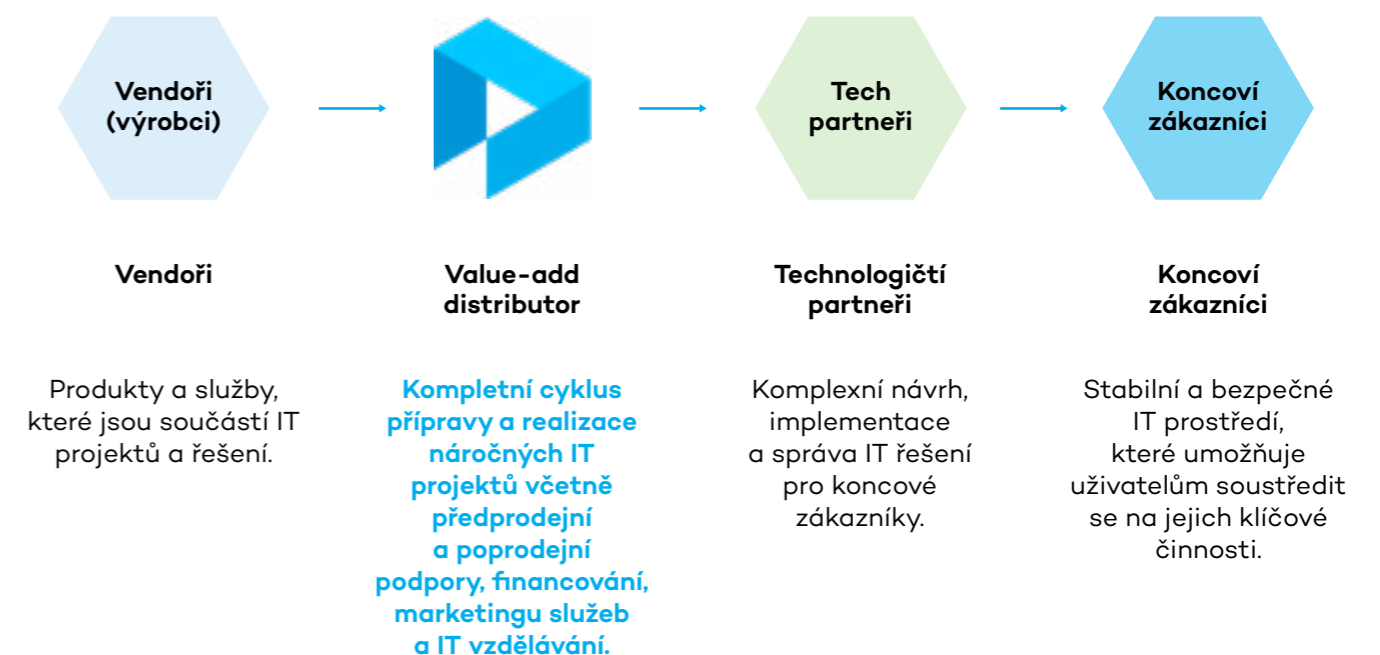 Vendoři
(výrobci)
Tech
partneři
Koncoví
zákazníci
Vendoři
Value-add
distributor
Technologičtí
partneři
Koncoví
zákazníci
Produkty a služby,
které jsou součástí IT
projektů a řešení.
Kompletní cyklus
přípravy a realizace
náročných IT
projektů včetně
předprodejní
a poprodejní
podpory, financování,
marketingu služeb
a IT vzdělávání.
Komplexní návrh,
implementace
a správa IT řešení
pro koncové
zákazníky.
Stabilní a bezpečné
IT prostředí,
které umožňuje
uživatelům soustředit
se na jejich klíčové
činnosti.